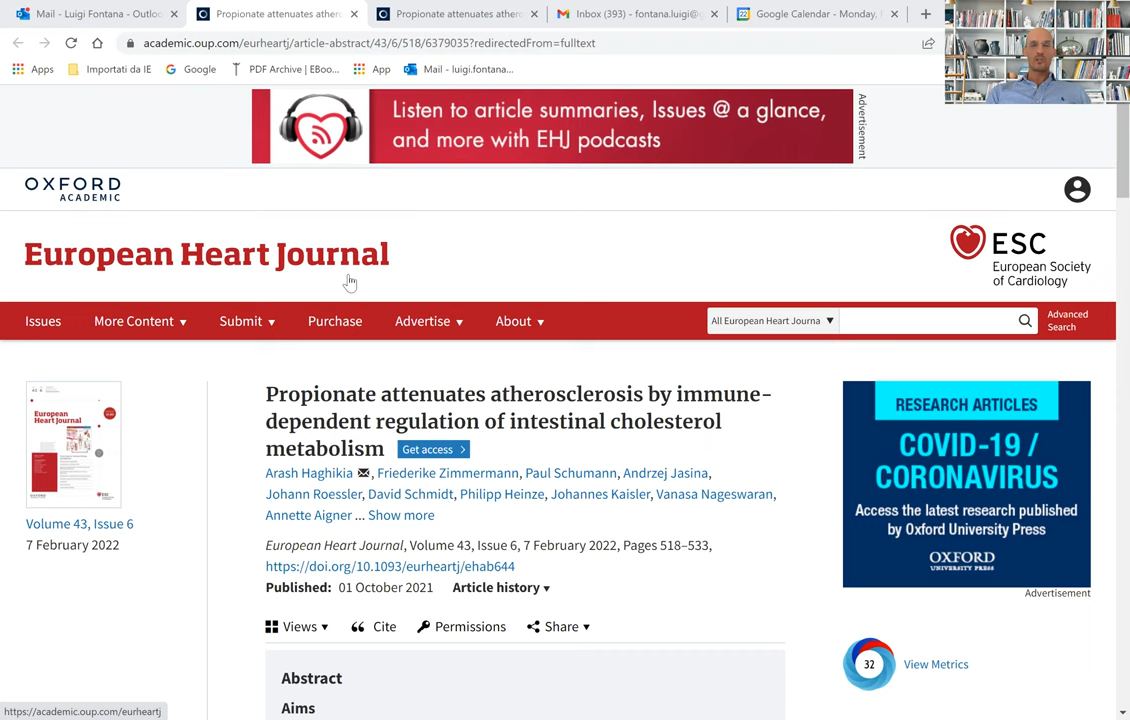 Mail - Luigi Fontana - Outloo
Propionate attenuates atheros
Propionate attenuates atheros
Inbox (393) - fontana.luigi@g
Google Calendar - Monday,
academic.oup.com/eurheartj/article-abstract/43/6/518/6379035?redirectedFrom=fulltext
Apps
Importati da IE
Google
PDF Archive | EBoo...
App
Mail - luigi.fontana...
Listen to article summaries, Issues @ a glance,
and more with EHJ podcasts
Advertisement
OXFORD
ACADEMIC
European Heart Journal
ESC
European Society
of Cardiology
Issues
More Content
Submit
Purchase
Advertise
About
All European Heart Journa
Advanced
Search
European Heart Journal
Volume 43, Issue 6
7 February 2022
Propionate attenuates atherosclerosis by immune-
dependent regulation of intestinal cholesterol
metabolism Get access
Arash Haghikia, Friederike Zimmermann, Paul Schumann, Andrzej Jasina,
Johann Roessler, David Schmidt, Philipp Heinze, Johannes Kaisler, Vanasa Nageswaran,
Annette Aigner ... Show more
European Heart Journal, Volume 43, Issue 6, 7 February 2022, Pages 518–533,
https://doi.org/10.1093/eurheartj/ehab644
Published: 01 October 2021 Article history
Views
Cite
Permissions
Share
Abstract
Aims
RESEARCH ARTICLES
COVID-19 /
CORONAVIRUS
Access the latest research published
by Oxford University Press
OXFORD
UNIVERSITY PRESS
Advertisement
32
View Metrics
https://academic.oup.com/eurheartj